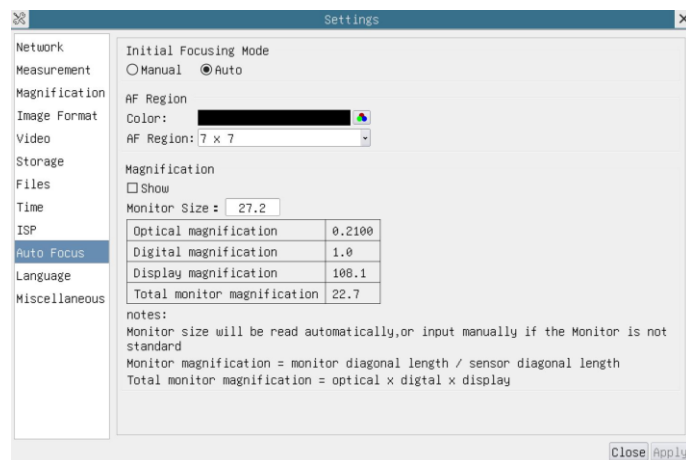 Settings
Network
Measurement
Magnification
Image Format
Video
Storage
Files
Time
ISP
Auto Focus
Language
Miscellaneous
Initial Focusing Mode
Manual Auto
AF Region
Color:
AF Region: 7 x 7
Magnification
Show
Monitor Size: 27.2
Optical magnification 0.2100
Digital magnification 1.0
Display magnification 108.1
Total monitor magnification 22.7
notes:
Monitor size will be read automatically,or input manually if the Monitor is not
standard
Monitor magnification = monitor diagonal length / sensor diagonal length
Total monitor magnification = optical x digtal x display
Close Apply